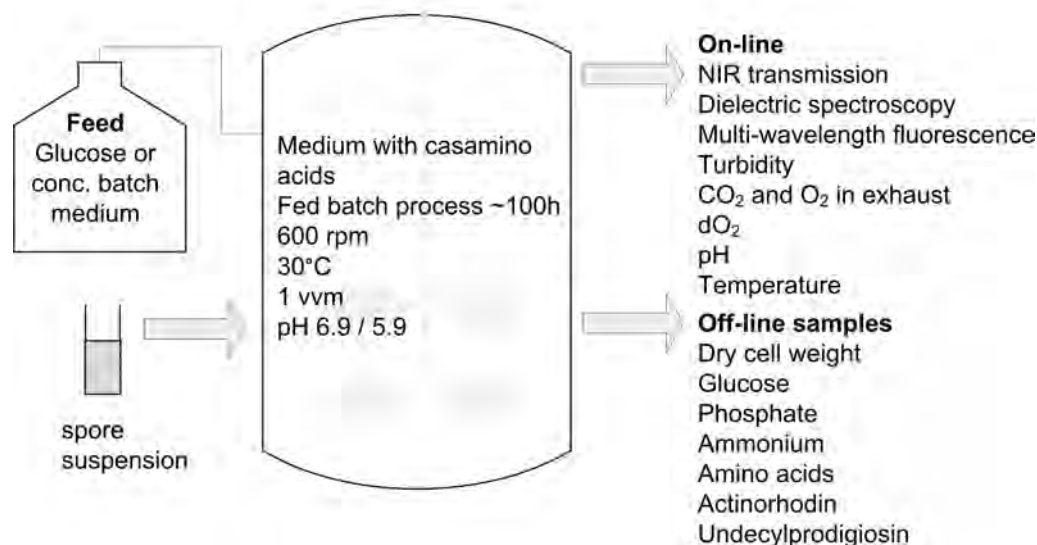 Feed
Glucose or
conc. batch
medium
spore
suspension
Medium with casamino
acids
Fed batch process ~100h
600 rpm
30°C
1 vvm
pH 6.9 / 5.9
On-line
NIR transmission
Dielectric spectroscopy
Multi-wavelength fluorescence
Turbidity
CO₂ and O₂ in exhaust
dO₂
pH
Temperature
Off-line samples
Dry cell weight
Glucose
Phosphate
Ammonium
Amino acids
Actinorhodin
Undecylprodigiosin